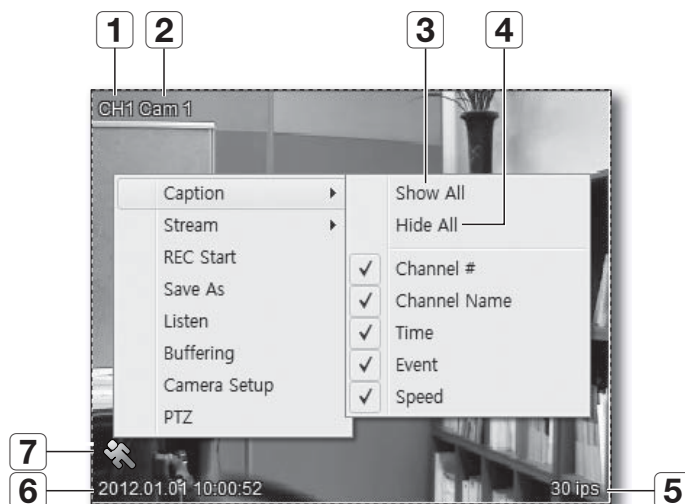 1 2 3 4
CH1 Cam 1
Caption
Stream
REC Start
Save As
Listen
Buffering
Camera Setup
PTZ
Show All
Hide All
Channel #
Channel Name
Time
Event
Speed
7
6 2012.01.01 10:00:52 30 ips 5